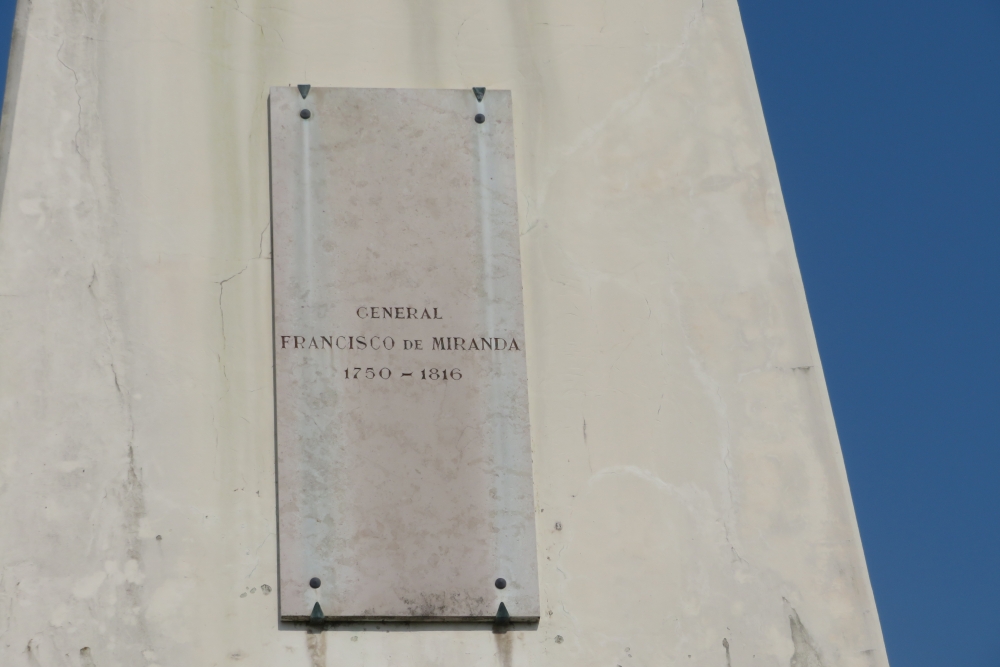 GENERAL
FRANCISCO DE MIRANDA
1750 – 1816